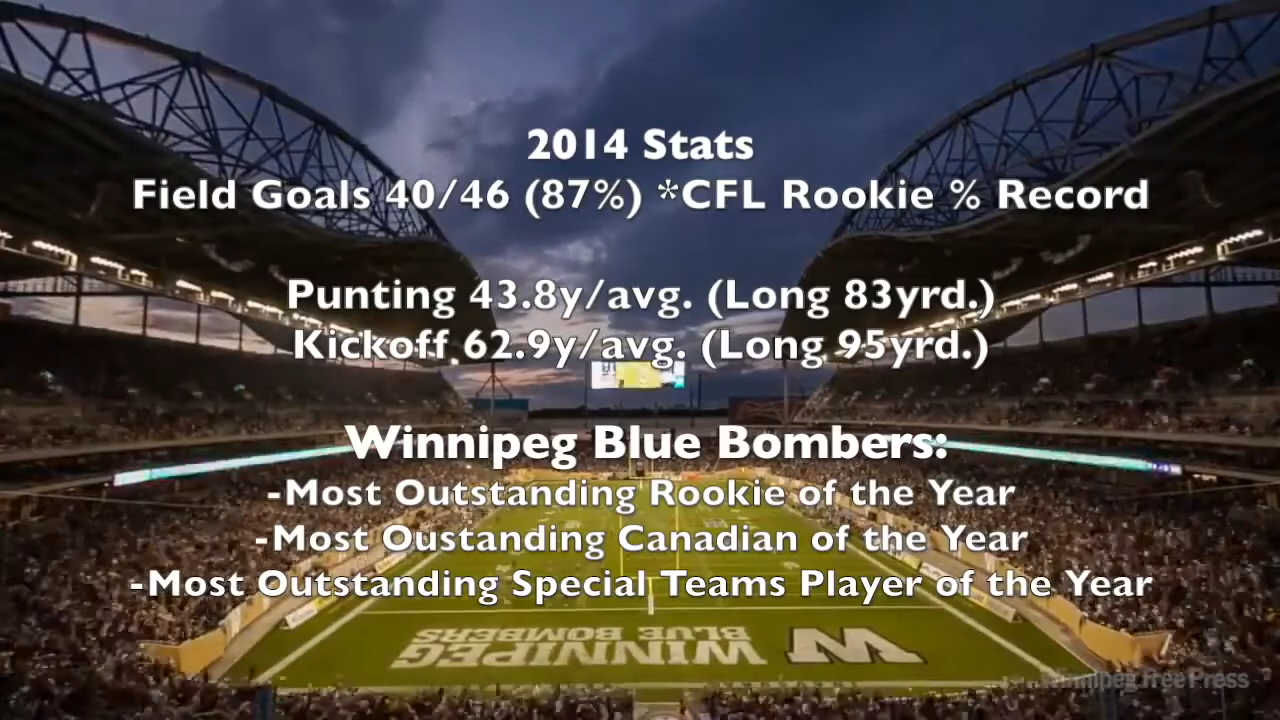 2014 Stats
Field Goals 40/46 (87%) *CFL Rookie % Record
Punting 43.8y/avg. (Long 83yrd.)
Kickoff 62.9y/avg. (Long 95yrd.)
Winnipeg Blue Bombers:
-Most Outstanding Rookie of the Year
-Most Oustanding Canadian of the Year
-Most Outstanding Special Teams Player of the Year
WINNIPEG
BLUE BOMBERS
W
Winnipeg Free Press